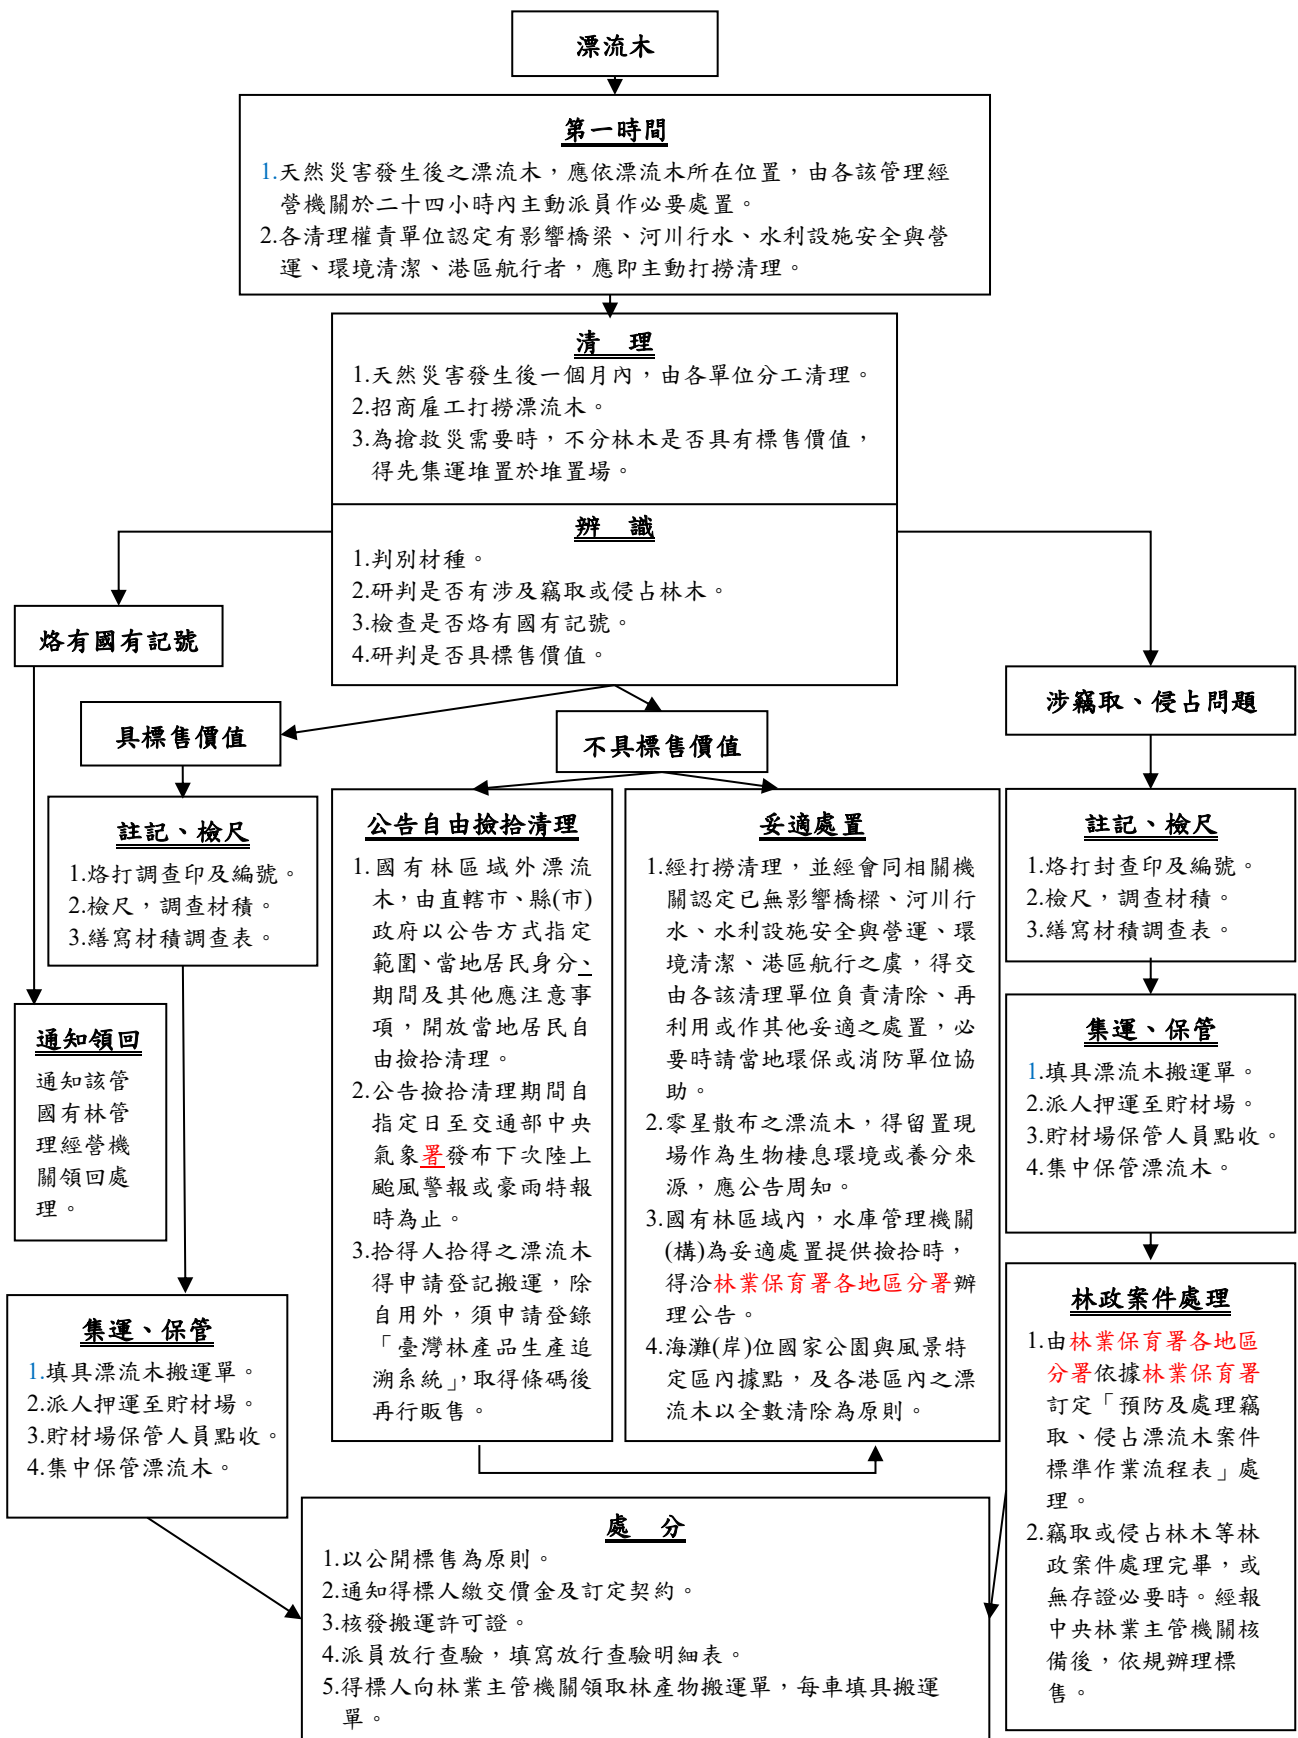 漂流木
第一時間
1.天然災害發生後之漂流木，應依漂流木所在位置，由各該管理經
營機關於二十四小時內主動派員作必要處置。
2.各清理權責單位認定有影響橋梁、河川行水、水利設施安全與營
運、環境清潔、港區航行者，應即主動打撈清理。
清 理
1.天然災害發生後一個月內，由各單位分工清理。
2.招商雇工打撈漂流木。
3.為搶救災需要時，不分林木是否具有標售價值，
得先集運堆置於堆置場。
辨 識
1.判別材種。
2.研判是否有涉及竊取或侵占林木。
3.檢查是否烙有國有記號。
4.研判是否具標售價值。
烙有國有記號
通知領回
通知該管
國有林管
理經營機
關領回處
理。
具標售價值
註記、檢尺
1.烙打調查印及編號。
2.檢尺，調查材積。
3.繕寫材積調查表。
集運、保管
1.填具漂流木搬運單。
2.派人押運至貯材場。
3.貯材場保管人員點收。
4.集中保管漂流木。
不具標售價值
公告自由撿拾清理
1.國有林區域外漂流
木，由直轄市、縣(市)
政府以公告方式指定
範圍、當地居民身分、
期間及其他應注意事
項，開放當地居民自
由撿拾清理。
2.公告撿拾清理期間自
指定日至交通部中央
氣象署發布下次陸上
颱風警報或豪雨特報
時為止。
3.拾得人拾得之漂流木
得申請登記搬運，除
自用外，須申請登錄
「臺灣林產品生產追
溯系統」，取得條碼後
再行販售。
妥適處置
1.經打撈清理，並經會同相關機
關認定已無影響橋樑、河川行
水、水利設施安全與營運、環
境清潔、港區航行之虞，得交
由各該清理單位負責清除、再
利用或作其他妥適之處置，必
要時請當地環保或消防單位協
助。
2.零星散布之漂流木，得留置現
場作為生物棲息環境或養分來
源，應公告周知。
3.國有林區域內，水庫管理機關
(構)為妥適處置提供撿拾時，
得洽林業保育署各地區分署辦
理公告。
4.海灘(岸)位國家公園與風景特
定區內據點，及各港區內之漂
流木以全數清除為原則。
涉竊取、侵占問題
註記、檢尺
1.烙打封查印及編號。
2.檢尺，調查材積。
3.繕寫材積調查表。
集運、保管
1.填具漂流木搬運單。
2.派人押運至貯材場。
3.貯材場保管人員點收。
4.集中保管漂流木。
林政案件處理
1.由林業保育署各地區
分署依據林業保育署
訂定「預防及處理竊
取、侵占漂流木案件
標準作業流程表」處
理。
2.竊取或侵占林木等林
政案件處理完畢，或
無存證必要時。經報
中央林業主管機關核
備後，依規辦理標
售。
處 分
1.以公開標售為原則。
2.通知得標人繳交價金及訂定契約。
3.核發搬運許可證。
4.派員放行查驗，填寫放行查驗明細表。
5.得標人向林業主管機關領取林產物搬運單，每車填具搬運
單。